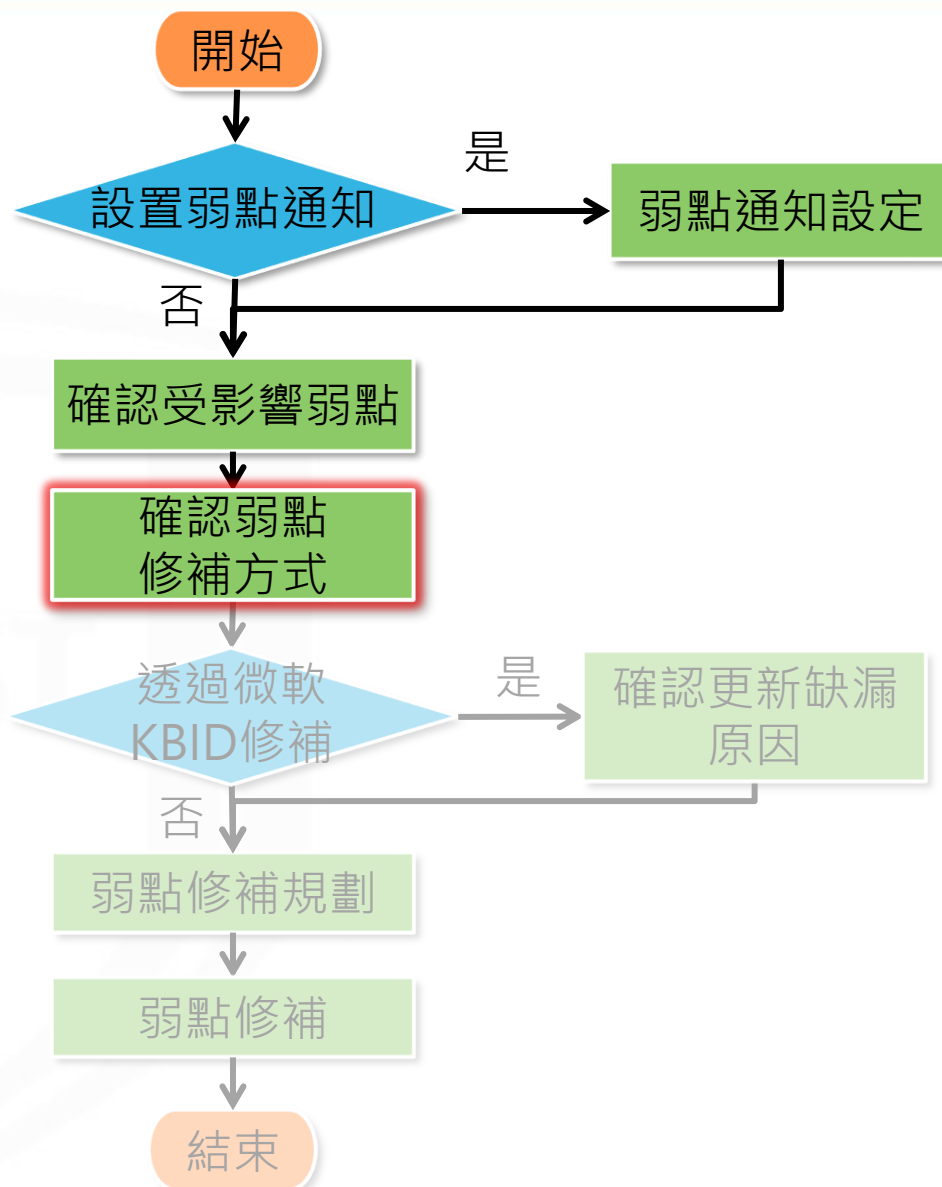 開始
設置弱點通知
是
弱點通知設定
否
確認受影響弱點
確認弱點
修補方式
透過微軟
KBID修補
是
確認更新缺漏
原因
否
弱點修補規劃
弱點修補
結束